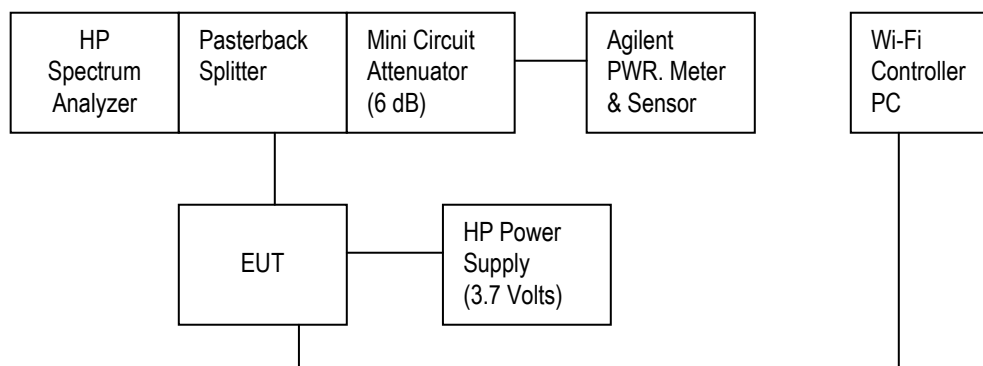 HP
Spectrum
Analyzer
Pasterback
Splitter
Mini Circuit
Attenuator
(6 dB)
Agilent
PWR. Meter
& Sensor
Wi-Fi
Controller
PC
EUT
HP Power
Supply
(3.7 Volts)